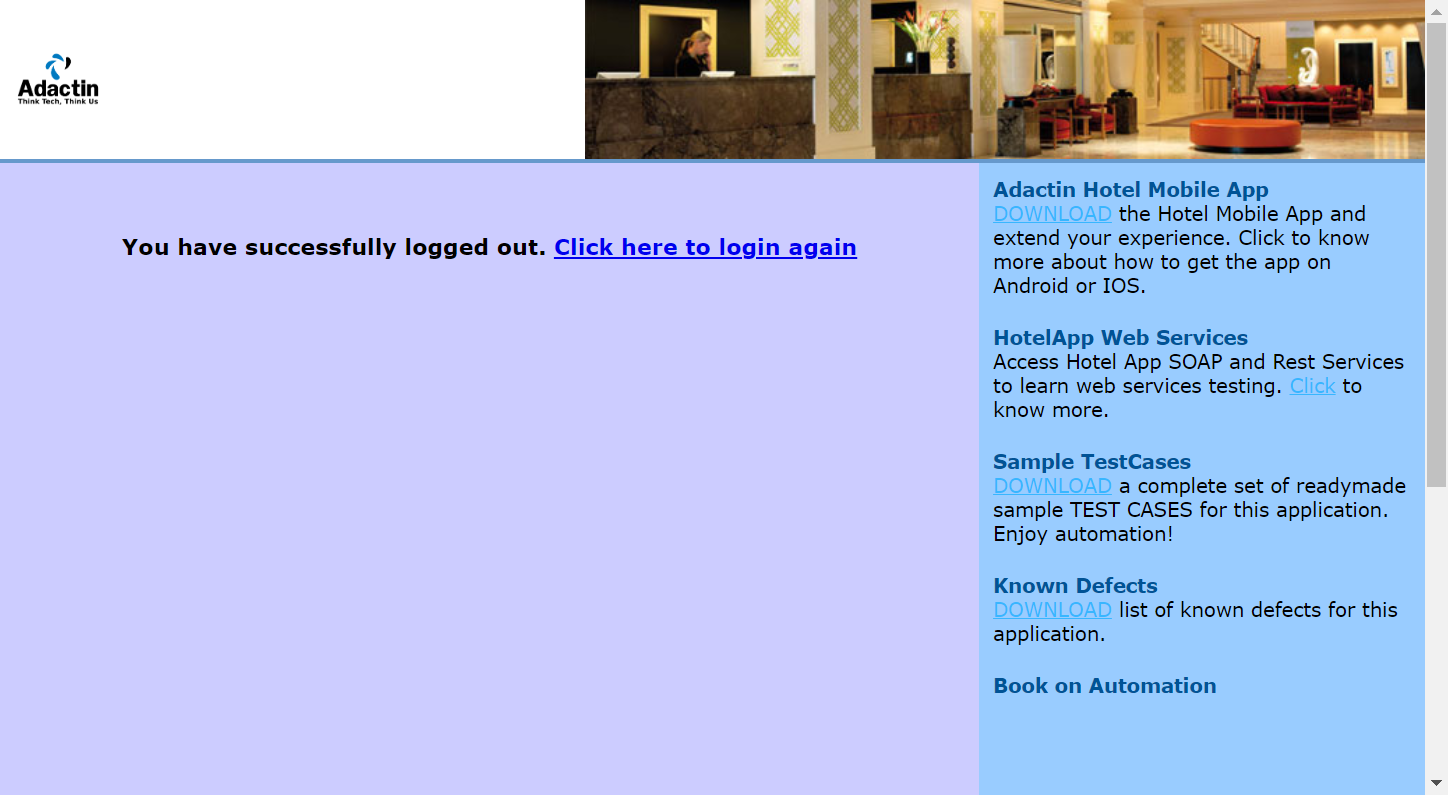 Adactin
Think Tech, Think Us
You have successfully logged out. Click here to login again
Adactin Hotel Mobile App
DOWNLOAD the Hotel Mobile App and
extend your experience. Click to know
more about how to get the app on
Android or IOS.
HotelApp Web Services
Access Hotel App SOAP and Rest Services
to learn web services testing. Click to
know more.
Sample TestCases
DOWNLOAD a complete set of readymade
sample TEST CASES for this application.
Enjoy automation!
Known Defects
DOWNLOAD list of known defects for this
application.
Book on Automation